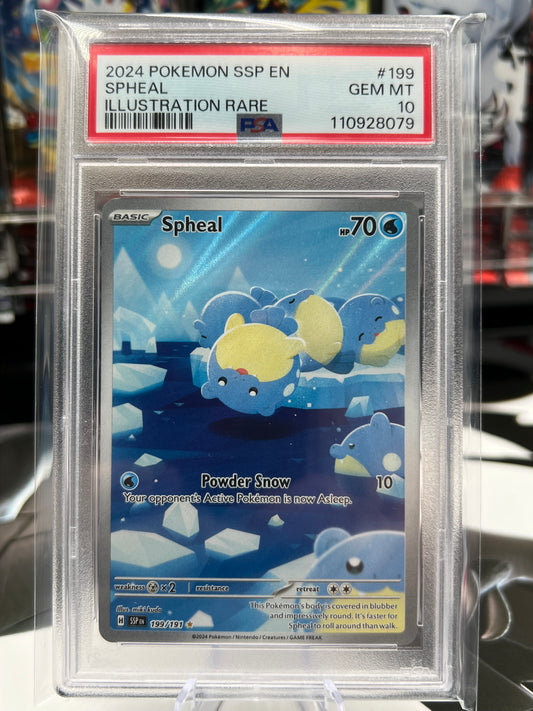 2024 POKEMON SSP EN #199
SPHEAL GEM MT
ILLUSTRATION RARE 10
PSA 110928079
BASIC Spheal HP 70
Powder Snow 10
Your opponent's Active Pokémon is now Asleep.
weakness ×2 resistance retreat
Illus. miki kudo
H SSP EN 199/191
This Pokémon's body is covered in blubber
and impressively round. It is faster for
Spheal to roll around than walk.
©2024 Pokémon / Nintendo / Creatures / GAME FREAK